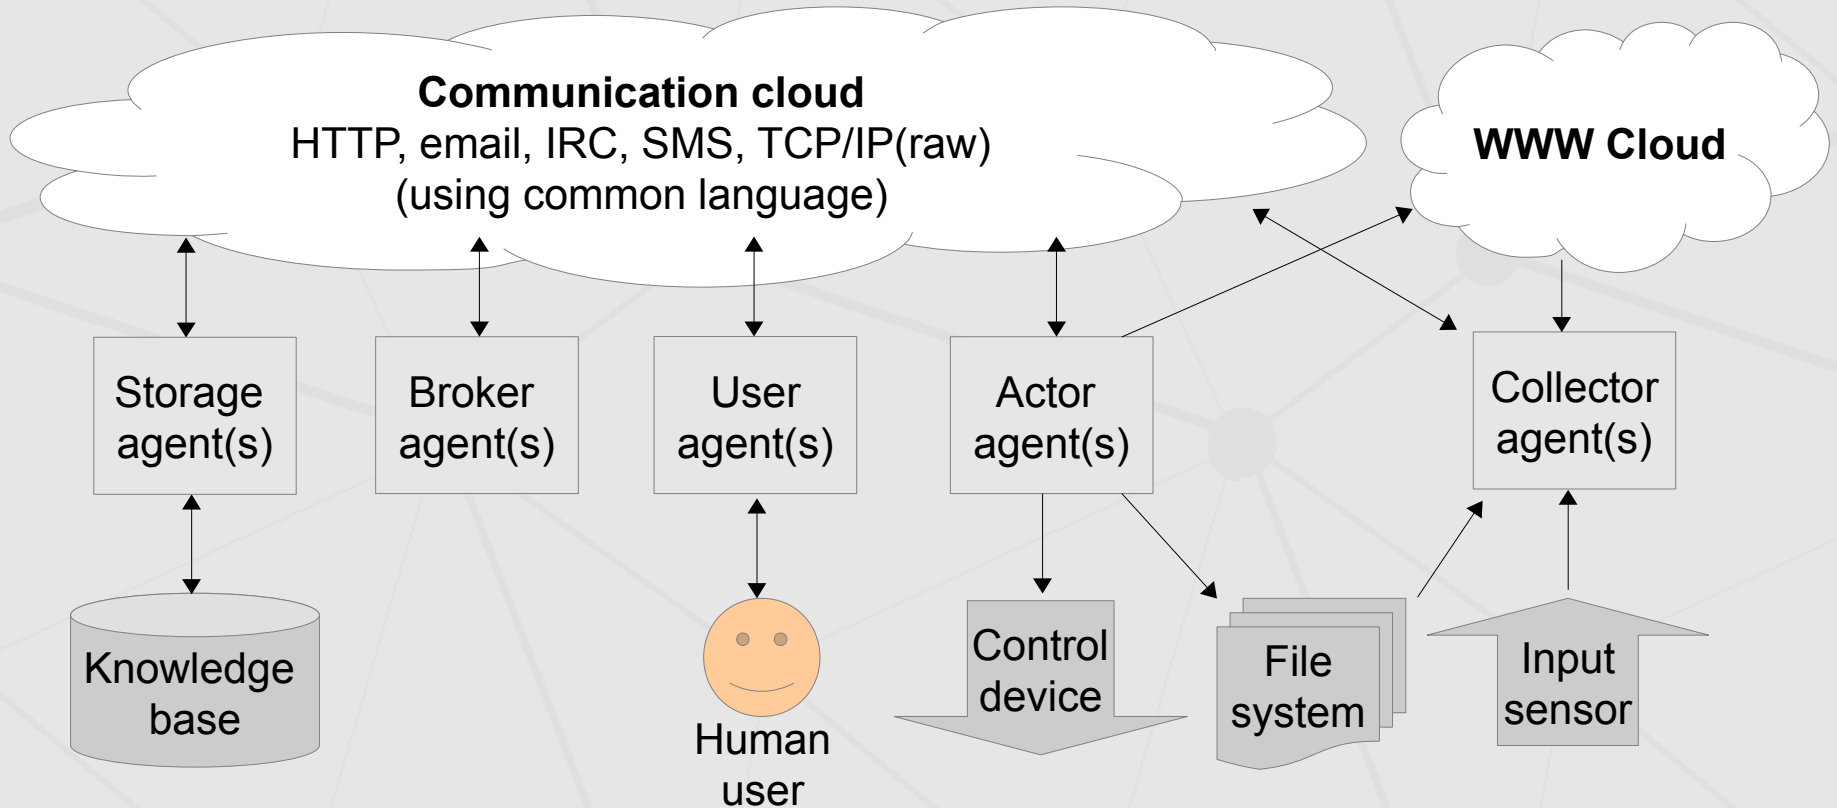 Communication cloud
HTTP, email, IRC, SMS, TCP/IP(raw)
(using common language)
WWW Cloud
Storage
agent(s)
Broker
agent(s)
User
agent(s)
Actor
agent(s)
Collector
agent(s)
Knowledge
base
Human
user
Control
device
File
system
Input
sensor